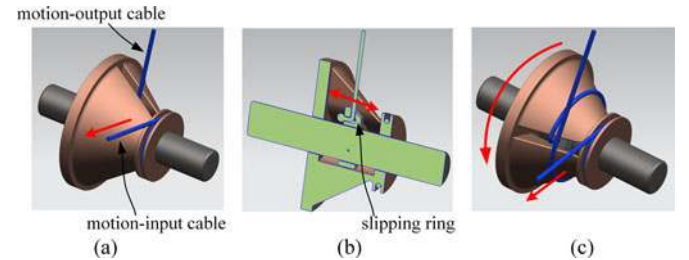 motion-output cable
motion-input cable
slipping ring
(a)
(b)
(c)